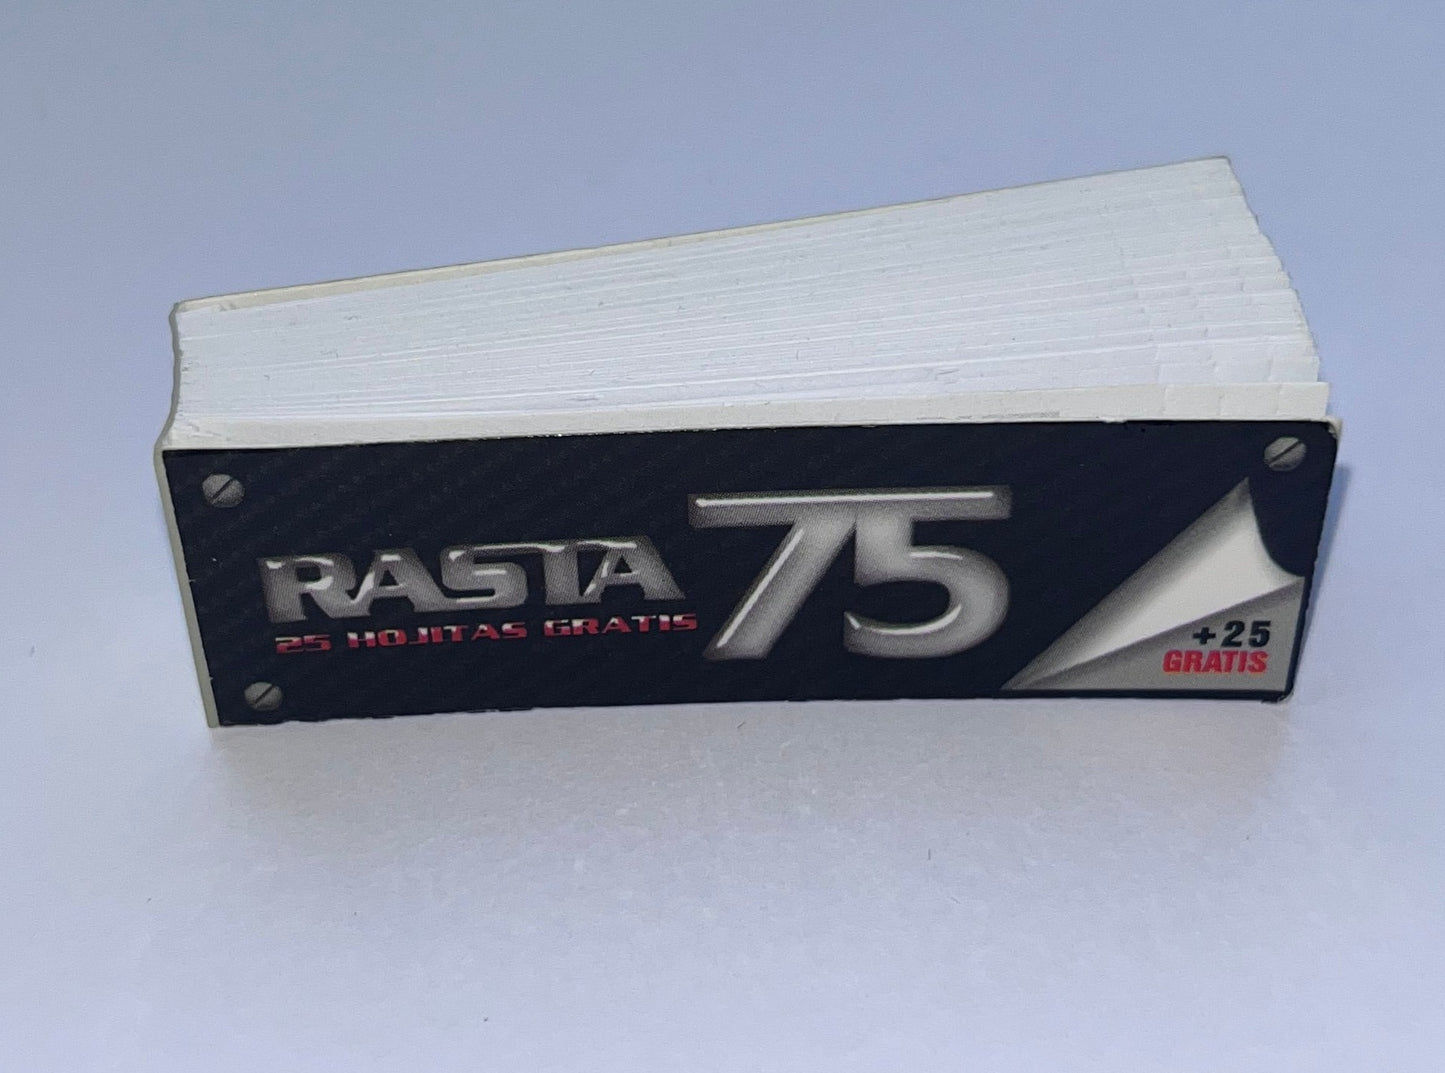 RASTA 75
25 HOJITAS GRATIS
+25
GRATIS